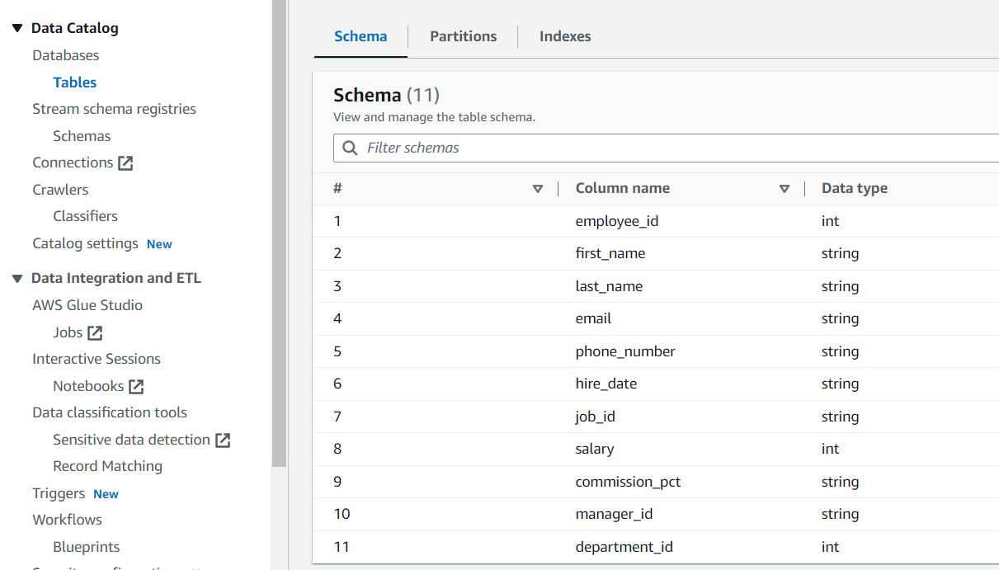 Data Catalog
Databases
Tables
Stream schema registries
Schemas
Connections
Crawlers
Classifiers
Catalog settings New
Data Integration and ETL
AWS Glue Studio
Jobs
Interactive Sessions
Notebooks
Data classification tools
Sensitive data detection
Record Matching
Triggers New
Workflows
Blueprints
Schema Partitions Indexes
Schema (11)
View and manage the table schema.
Filter schemas
# Column name Data type
1 employee_id int
2 first_name string
3 last_name string
4 email string
5 phone_number string
6 hire_date string
7 job_id string
8 salary int
9 commission_pct string
10 manager_id string
11 department_id int